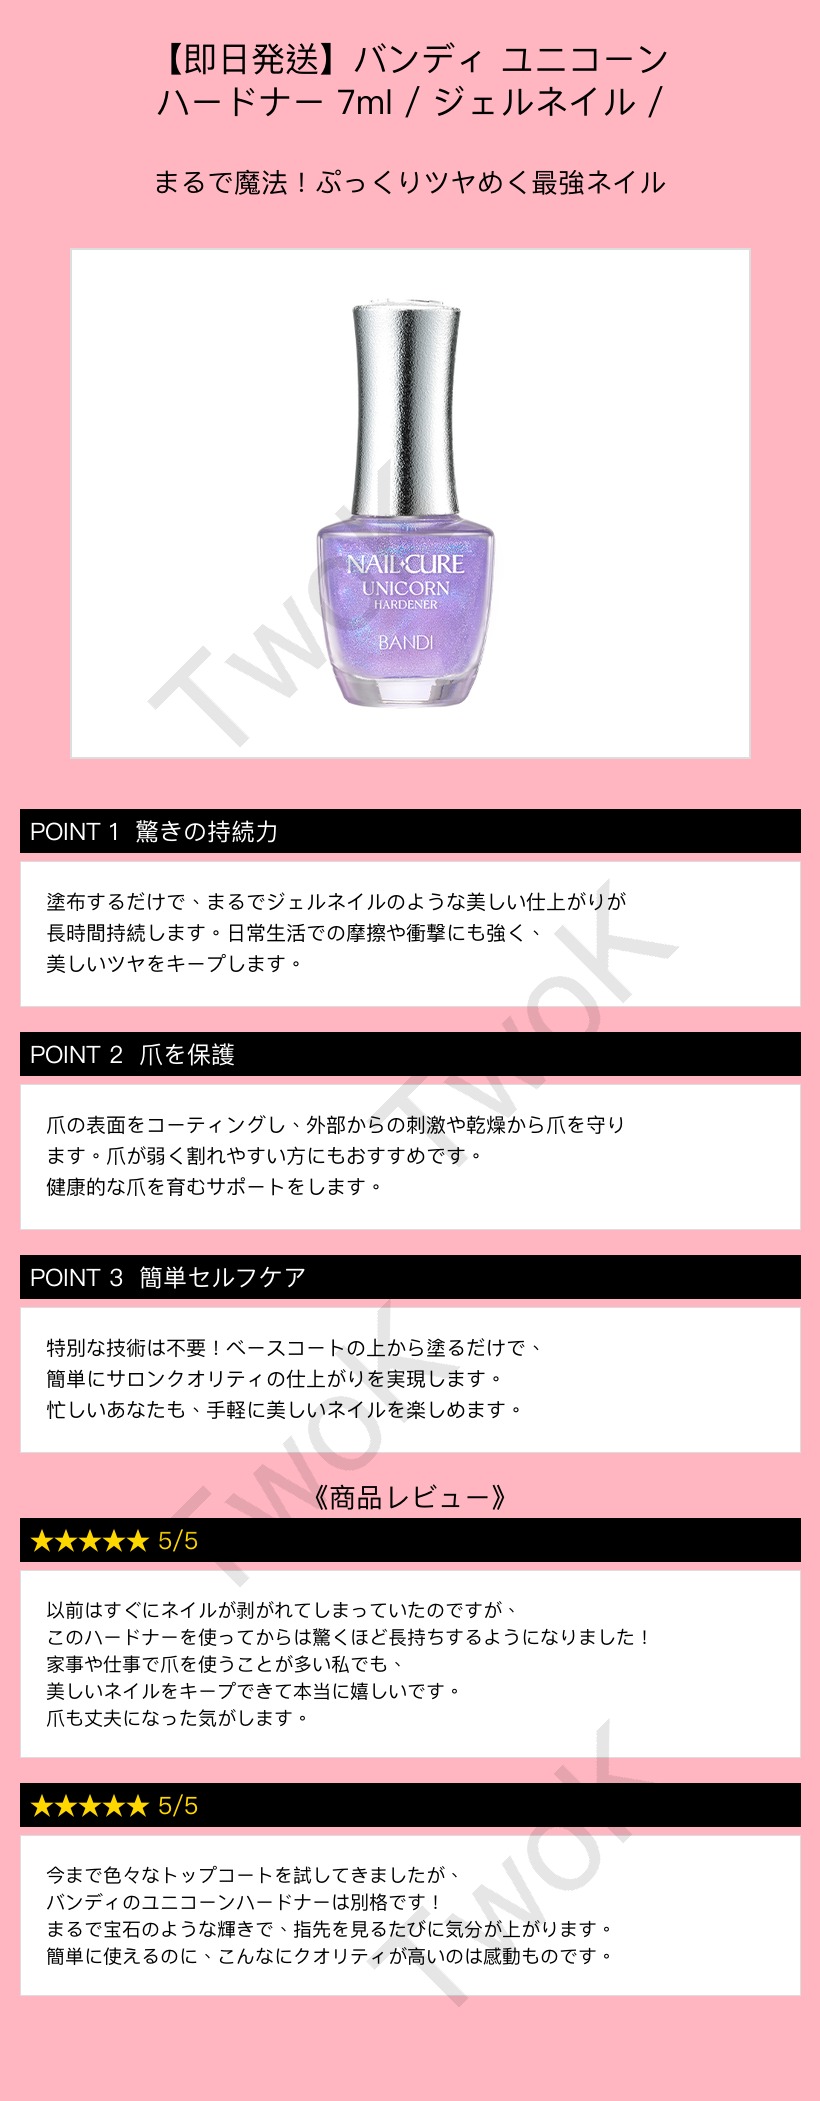 【即日発送】バンディ ユニコーン
ハードナー 7ml / ジェルネイル /
まるで魔法！ぷっくりツヤめく最強ネイル
NAIL CURE
UNICORN
HARDENER
BANDI
TwoK
POINT 1 驚きの持続力
塗布するだけで、まるでジェルネイルのような美しい仕上がりが
長時間持続します。日常生活での摩擦や衝撃にも強く、
美しいツヤをキープします。
TwoK
POINT 2 爪を保護
爪の表面をコーティングし、外部からの刺激や乾燥から爪を守り
ます。爪が弱く割れやすい方にもおすすめです。
健康的な爪を育むサポートをします。
POINT 3 簡単セルフケア
特別な技術は不要！ベースコートの上から塗るだけで、
簡単にサロンクオリティの仕上がりを実現します。
忙しいあなたも、手軽に美しいネイルを楽しめます。
TwoK
《商品レビュー》
★★★★★ 5/5
以前はすぐにネイルが剥がれてしまっていたのですが、
このハードナーを使ってからは驚くほど長持ちするようになりました！
家事や仕事で爪を使うことが多い私でも、
美しいネイルをキープできて本当に嬉しいです。
爪も丈夫になった気がします。
★★★★★ 5/5
今まで色々なトップコートを試してきましたが、
バンディのユニコーンハードナーは別格です！
まるで宝石のような輝きで、指先を見るたびに気分が上がります。
簡単に使えるのに、こんなにクオリティが高いのは感動ものです。
TwoK